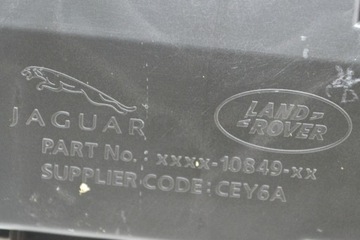 JAGUAR
LAND-
-ROVER
PART No.: xxxx-10849-xx
SUPPLIER CODE: CEY6A